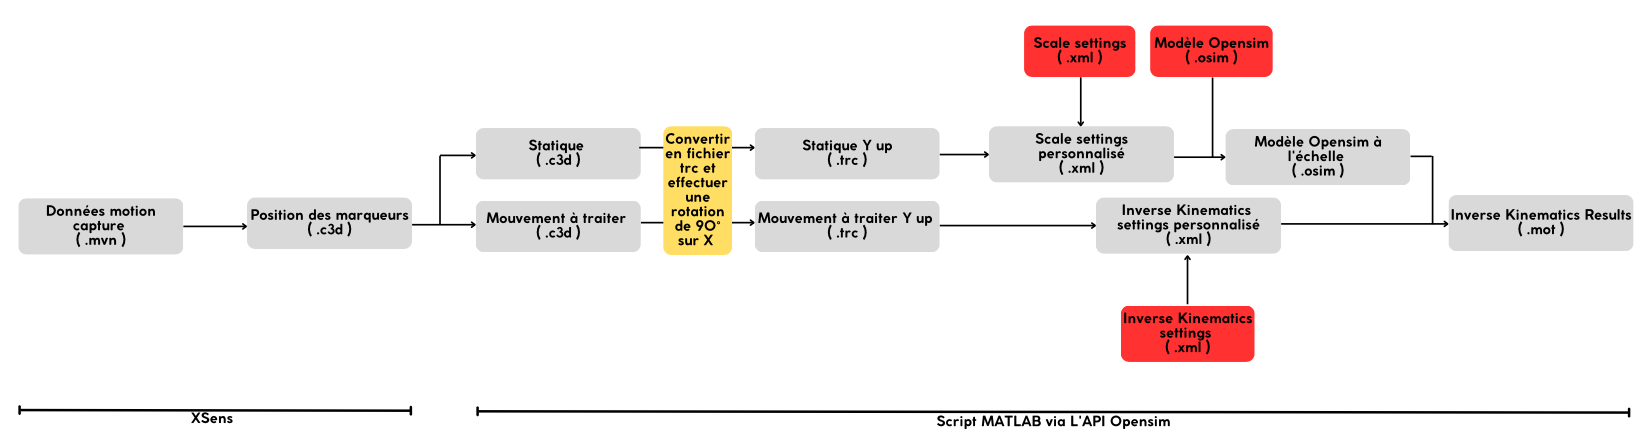 Scale settings
( .xml )
Modèle Opensim
( .osim )
Statique
( .c3d )
Convertir
en fichier
trc et
effectuer
une
rotation
de 90°
sur X
Statique Y up
( .trc )
Scale settings
personnalisé
( .xml )
Modèle Opensim à
l'échelle
( .osim )
Données motion
capture
( .mvn )
Position des marqueurs
( .c3d )
Mouvement à traiter
( .c3d )
Mouvement à traiter Y up
( .trc )
Inverse Kinematics
settings personnalisé
( .xml )
Inverse Kinematics Results
( .mot )
Inverse Kinematics
settings
( .xml )
XSens
Script MATLAB via L'API Opensim